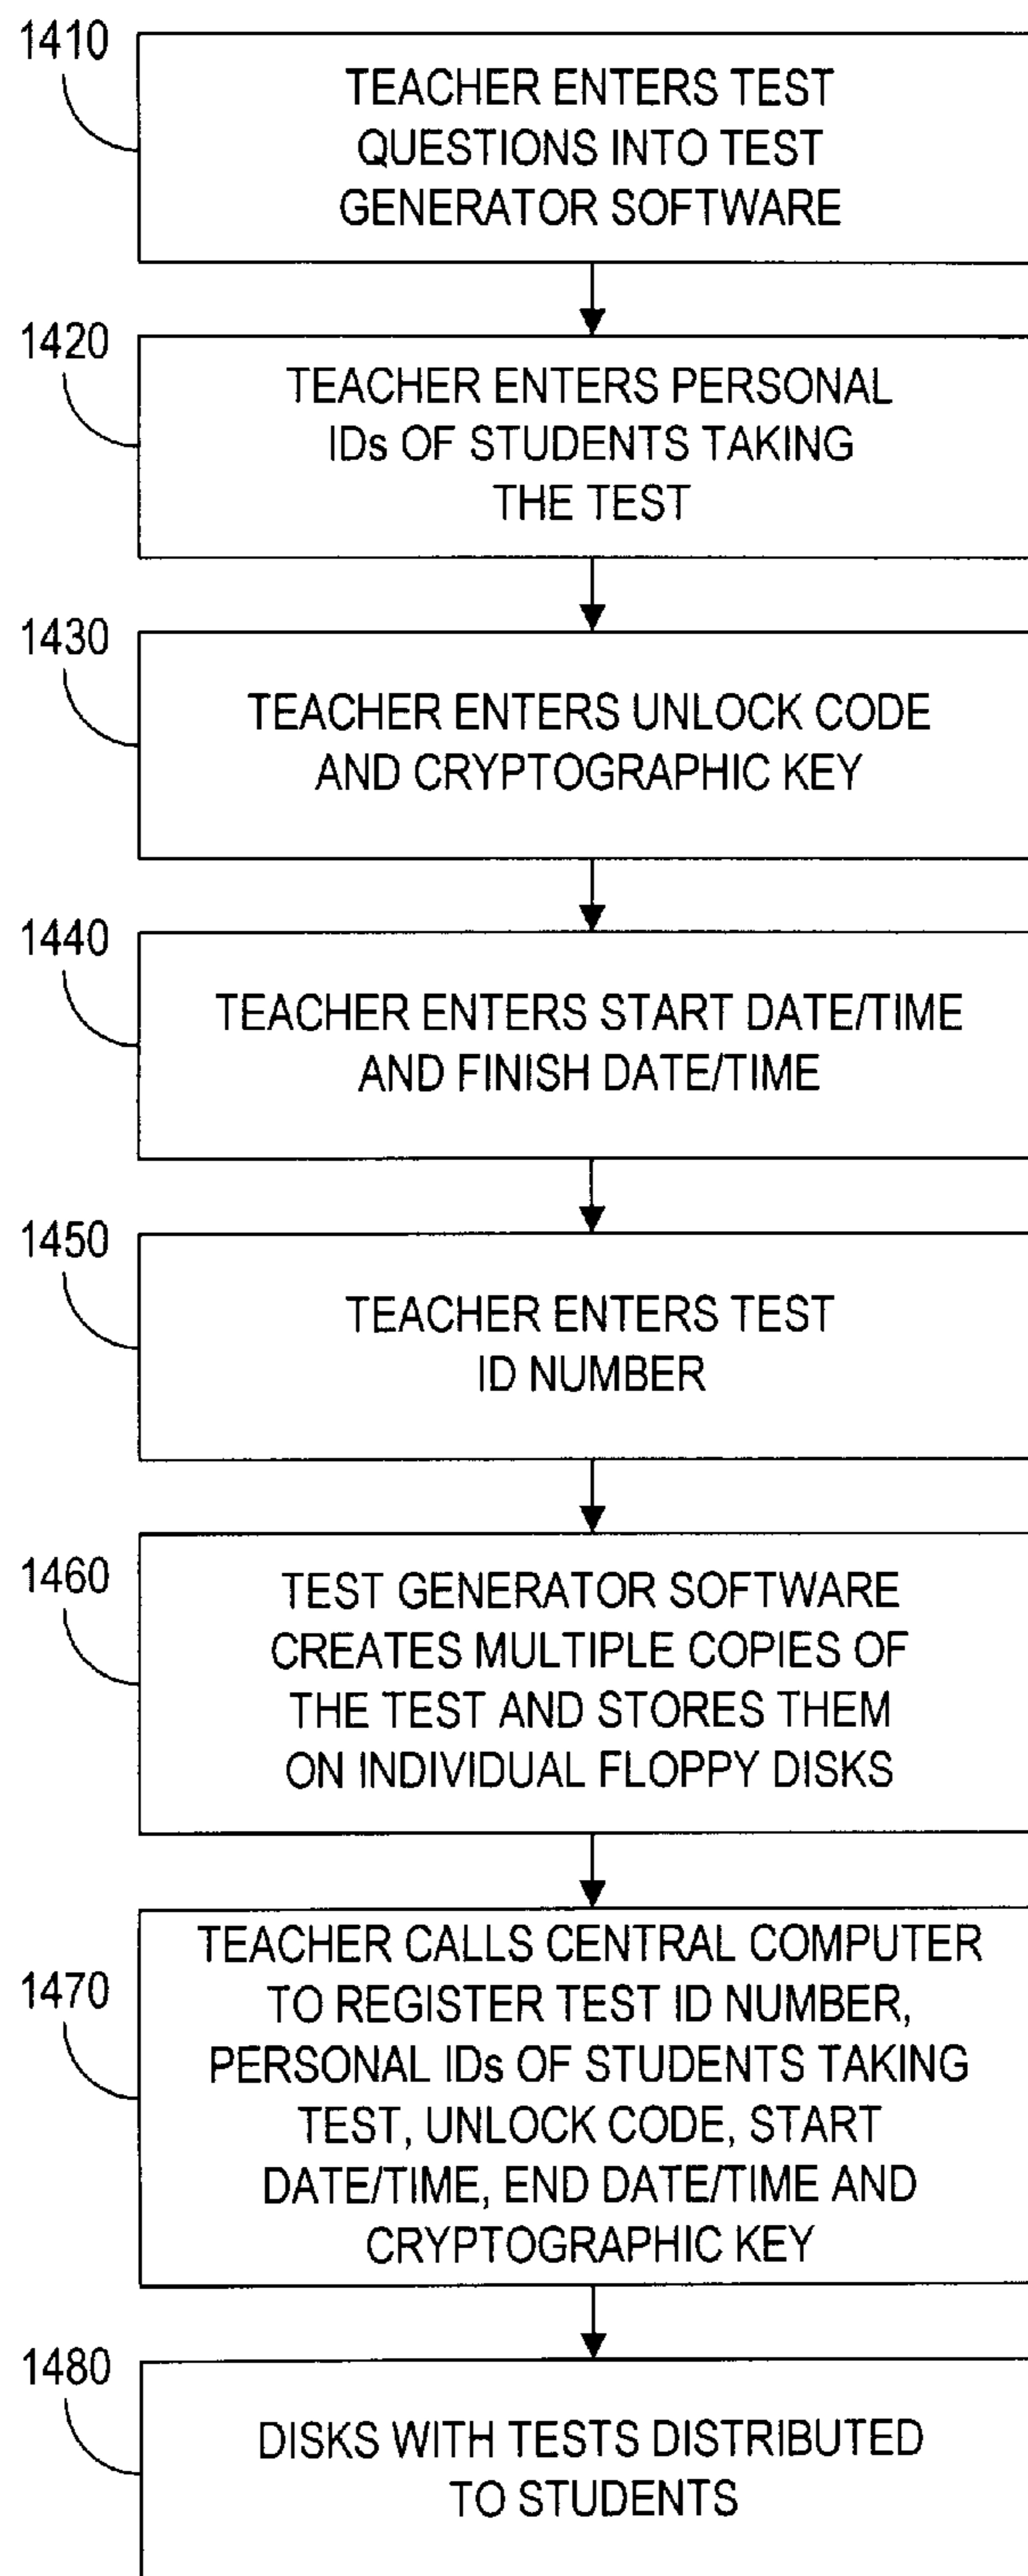 1410
TEACHER ENTERS TEST
QUESTIONS INTO TEST
GENERATOR SOFTWARE
1420
TEACHER ENTERS PERSONAL
IDs OF STUDENTS TAKING
THE TEST
1430
TEACHER ENTERS UNLOCK CODE
AND CRYPTOGRAPHIC KEY
1440
TEACHER ENTERS START DATE/TIME
AND FINISH DATE/TIME
1450
TEACHER ENTERS TEST
ID NUMBER
1460
TEST GENERATOR SOFTWARE
CREATES MULTIPLE COPIES OF
THE TEST AND STORES THEM
ON INDIVIDUAL FLOPPY DISKS
1470
TEACHER CALLS CENTRAL COMPUTER
TO REGISTER TEST ID NUMBER,
PERSONAL IDs OF STUDENTS TAKING
TEST, UNLOCK CODE, START
DATE/TIME, END DATE/TIME AND
CRYPTOGRAPHIC KEY
1480
DISKS WITH TESTS DISTRIBUTED
TO STUDENTS